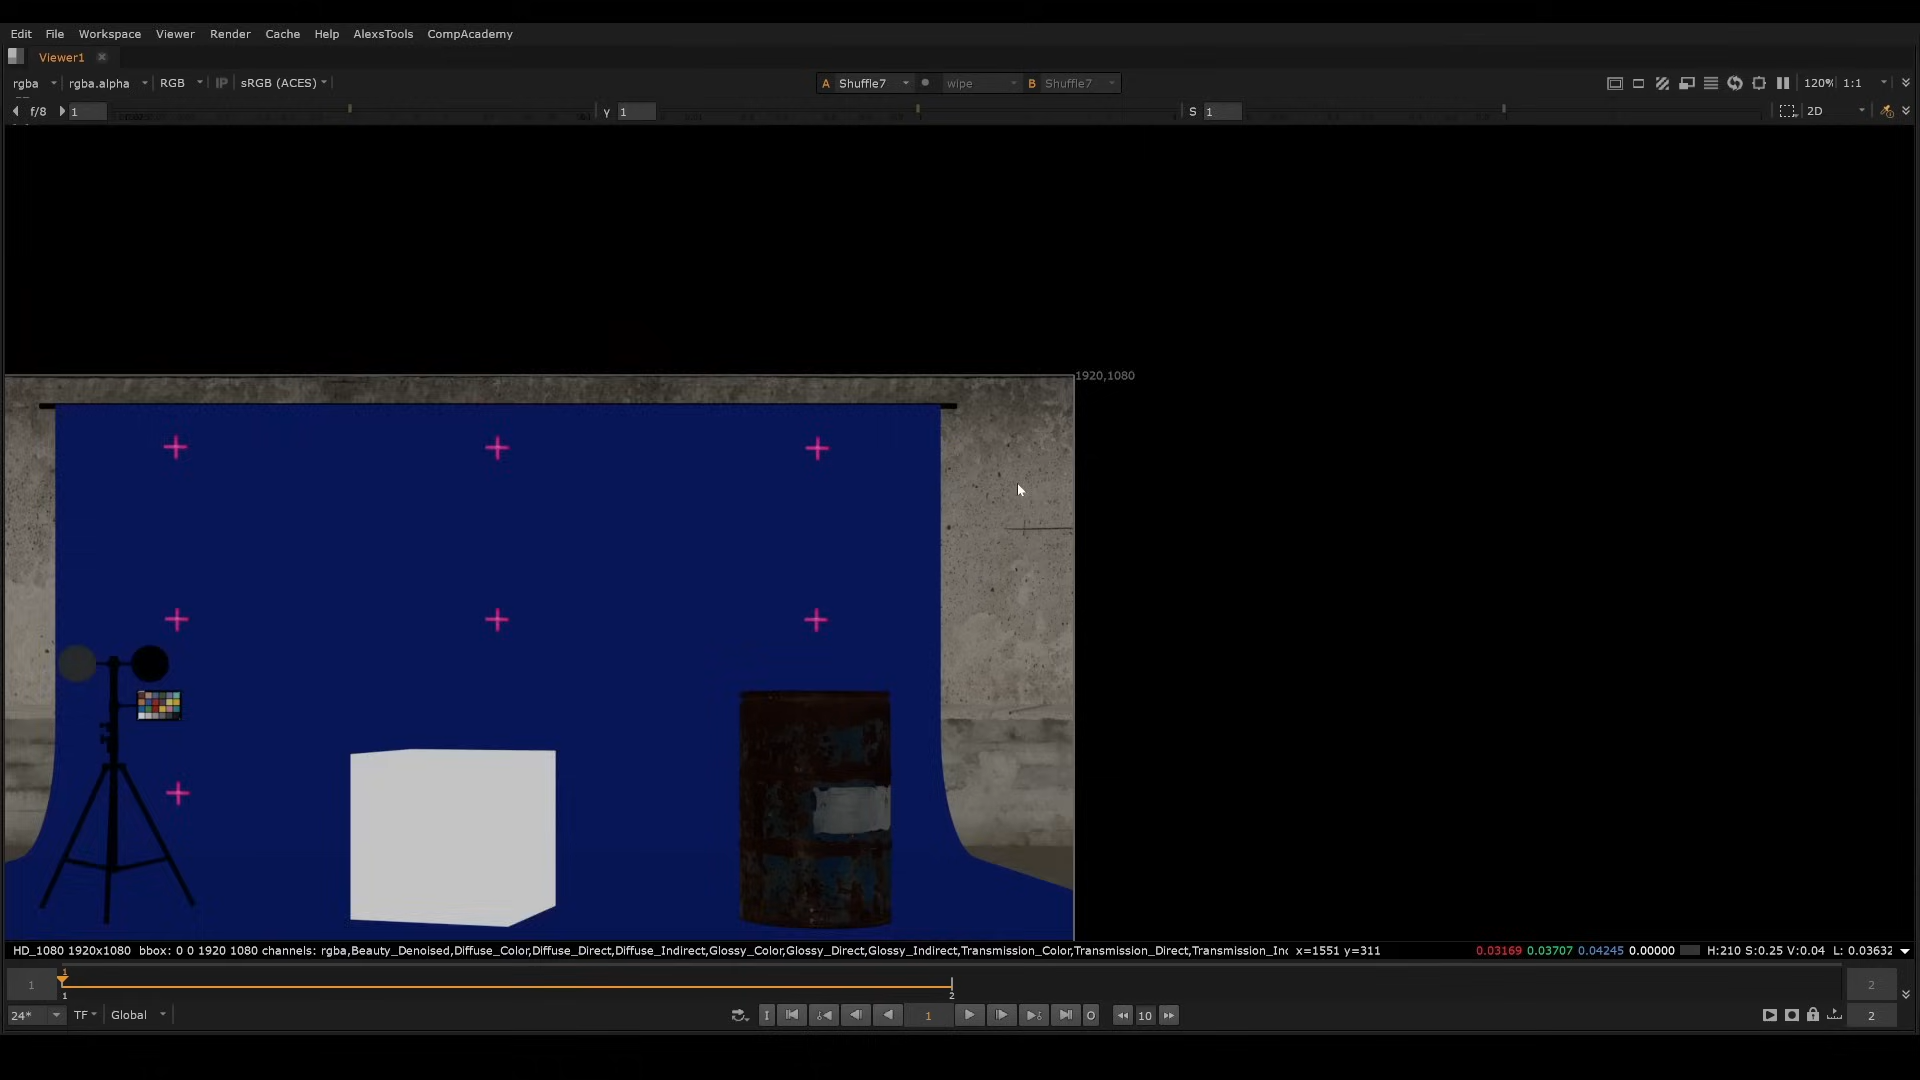 Edit File Workspace Viewer Render Cache Help AlexsTools CompAcademy
Viewer1
rgba rgba.alpha RGB IP sRGB (ACES) A Shuffle7 wipe B Shuffle7 120% 1:1
f/8 1 Y 1 S 1 2D
1920,1080
HD_1080 1920x1080 bbox: 0 0 1920 1080 channels: rgba,Beauty_Denoised,Diffuse_Color,Diffuse_Direct,Diffuse_Indirect,Glossy_Color,Glossy_Direct,Glossy_Indirect,Transmission_Color,Transmission_Direct,Transmission_Inc x=1551 y=311 0.03169 0.03707 0.04245 0.00000 H:210 S:0.25 V:0.04 L: 0.03632
1
1 2
1 2
24* TF Global I 1 O 10 2